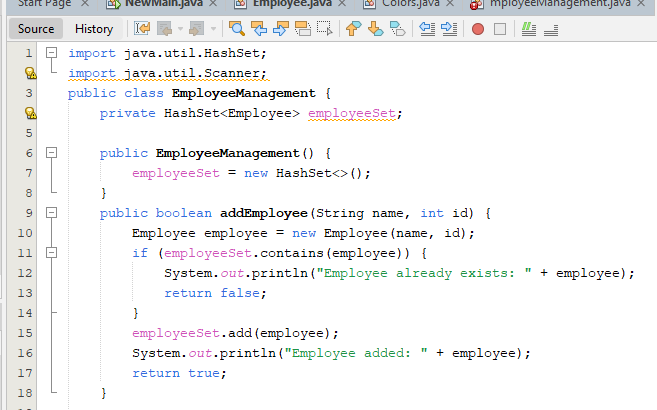 Start Page NewMain.java Employee.java Colors.java mployeeManagement.java
Source History
1 import java.util.HashSet;
import java.util.Scanner;
3 public class EmployeeManagement {
private HashSet<Employee> employeeSet;
5
6 public EmployeeManagement() {
7 employeeSet = new HashSet<>();
8 }
9 public boolean addEmployee(String name, int id) {
10 Employee employee = new Employee(name, id);
11 if (employeeSet.contains(employee)) {
12 System.out.println("Employee already exists: " + employee);
13 return false;
14 }
15 employeeSet.add(employee);
16 System.out.println("Employee added: " + employee);
17 return true;
18 }